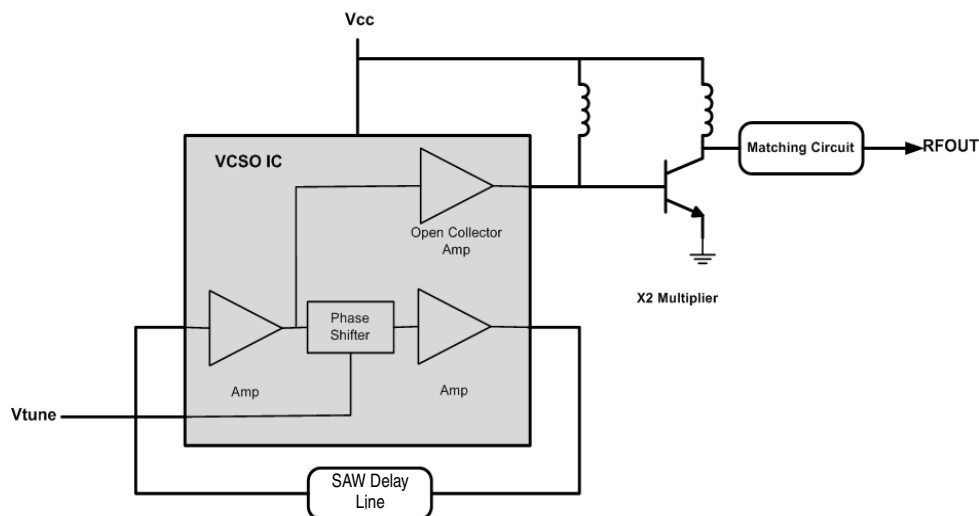 Vcc
VCSO IC
Matching Circuit
RFOUT
Open Collector
Amp
X2 Multiplier
Phase
Shifter
Amp
Amp
Vtune
SAW Delay
Line